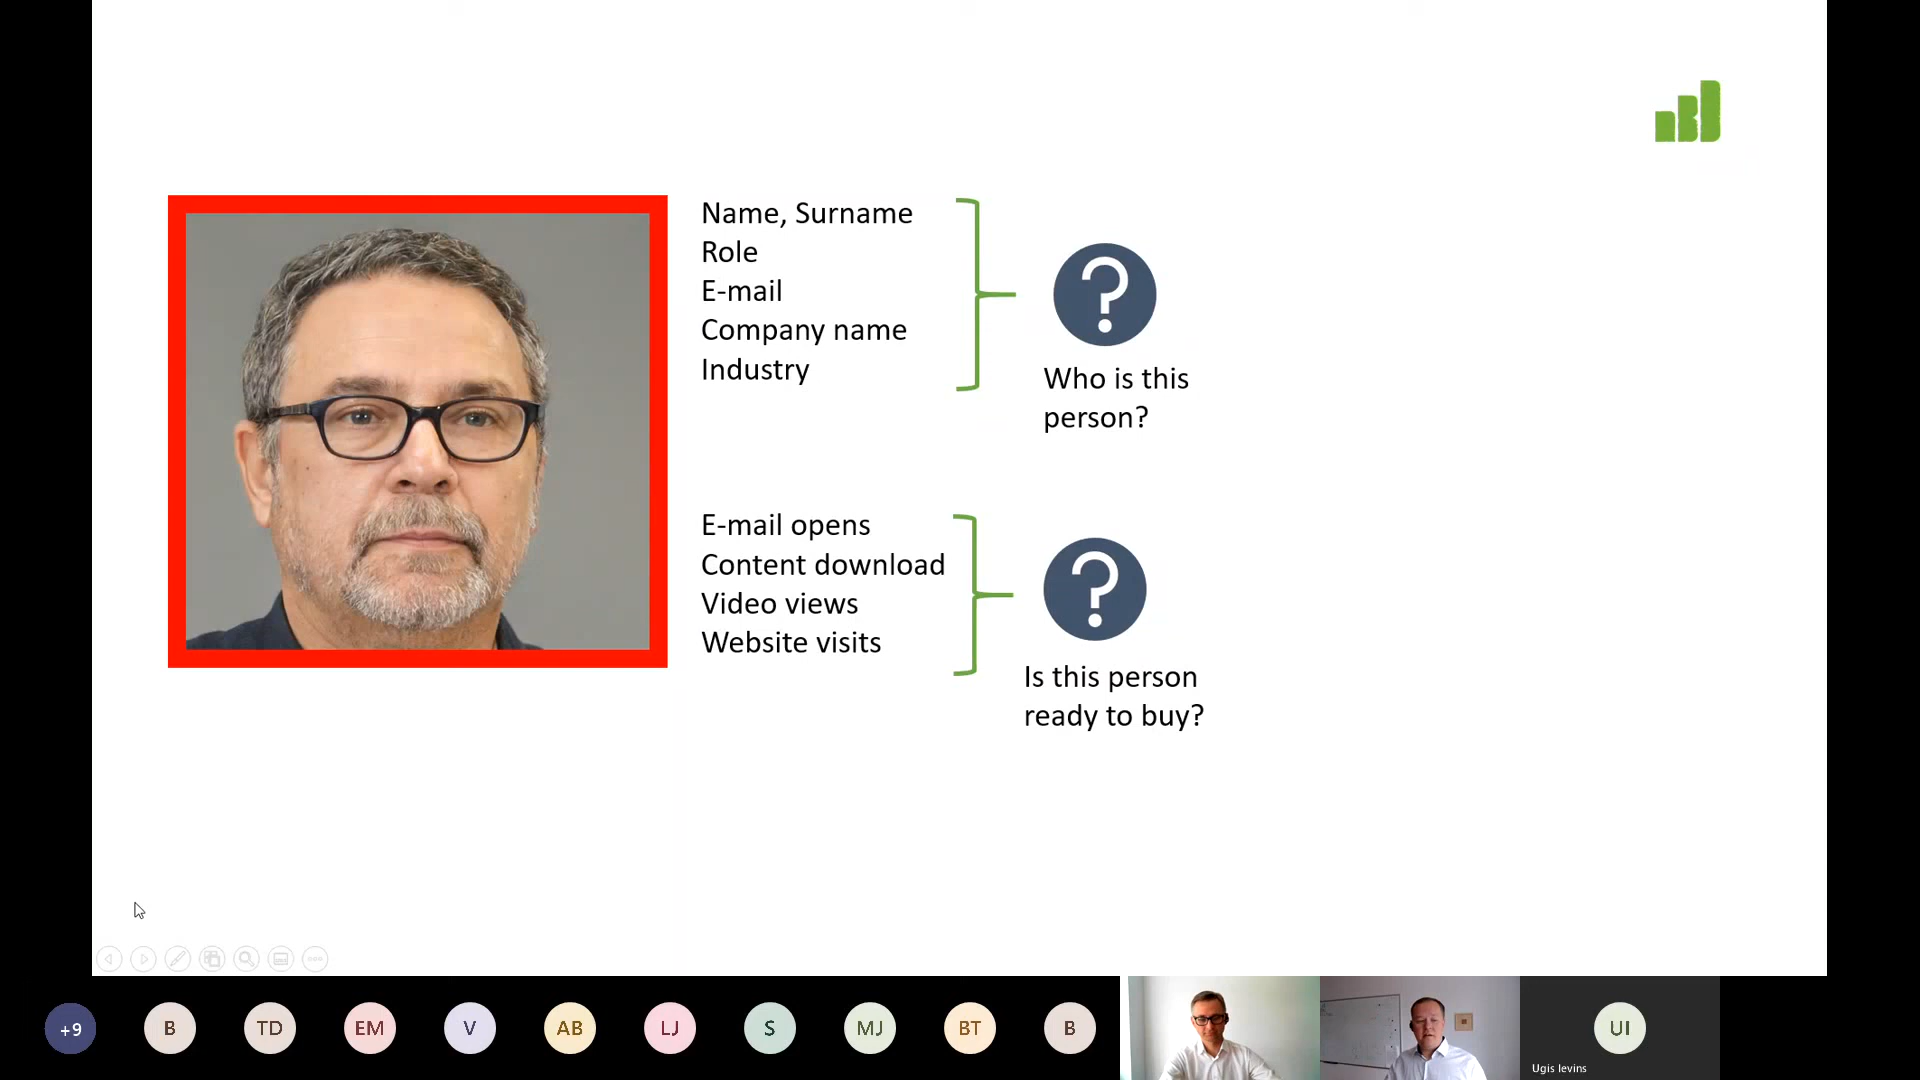 Name, Surname
Role
E-mail
Company name
Industry
?
Who is this
person?
E-mail opens
Content download
Video views
Website visits
?
Is this person
ready to buy?
+9
B
TD
EM
V
AB
LJ
S
MJ
BT
B
UI
Ugis Ievins